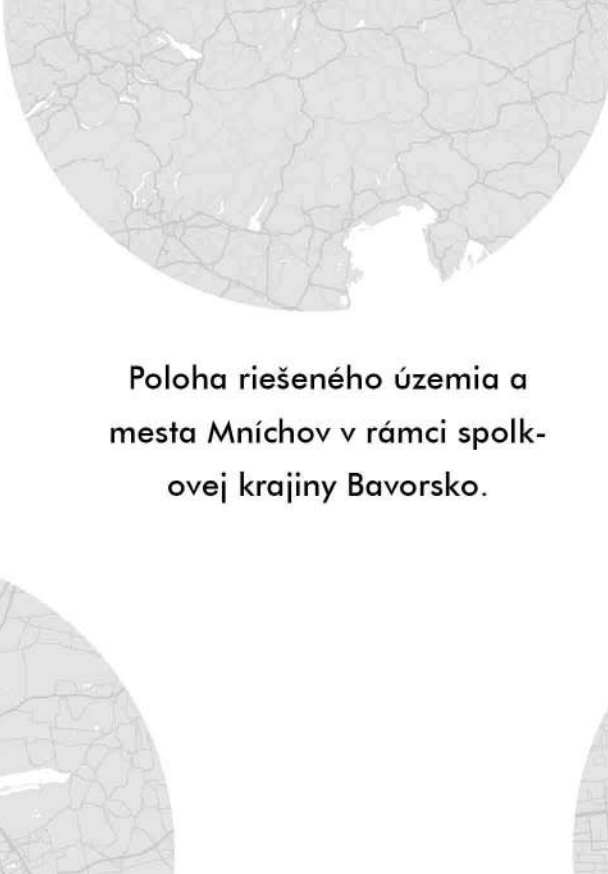 Poloha riešeného územia a
mesta Mníchov v rámci spolk-
ovej krajiny Bavorsko.